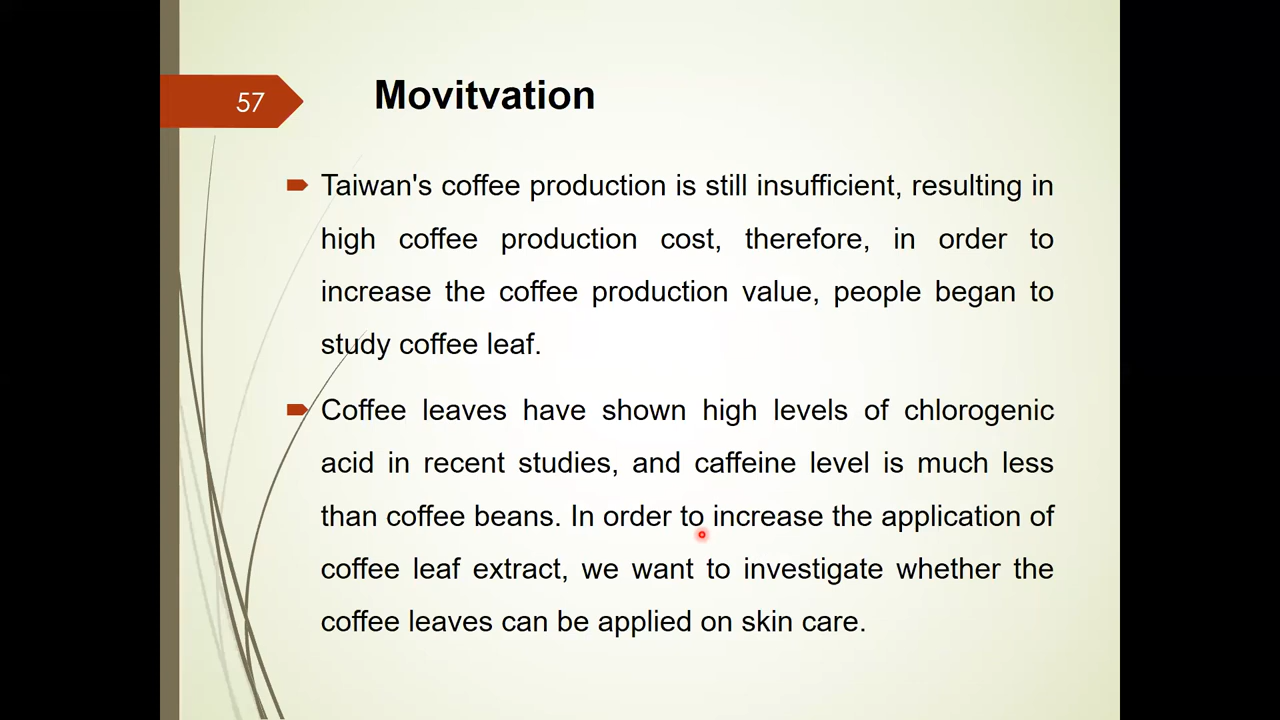 57
Movitvation
Taiwan's coffee production is still insufficient, resulting in
high coffee production cost, therefore, in order to
increase the coffee production value, people began to
study coffee leaf.
Coffee leaves have shown high levels of chlorogenic
acid in recent studies, and caffeine level is much less
than coffee beans. In order to increase the application of
coffee leaf extract, we want to investigate whether the
coffee leaves can be applied on skin care.